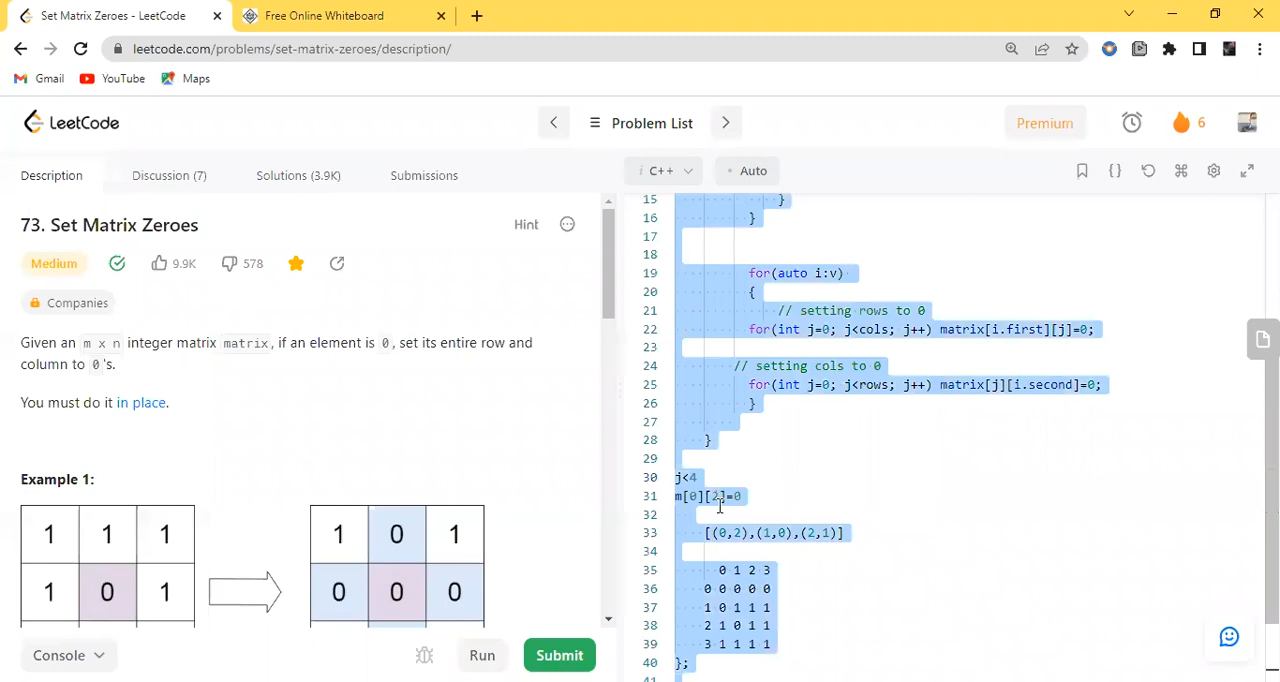 Set Matrix Zeroes - LeetCode
Free Online Whiteboard
leetcode.com/problems/set-matrix-zeroes/description/
Gmail YouTube Maps
LeetCode
Problem List
Premium
6
Description Discussion (7) Solutions (3.9K) Submissions
i C++ Auto
73. Set Matrix Zeroes
Hint
Medium 9.9K 578
Companies
Given an m x n integer matrix matrix, if an element is 0, set its entire row and
column to 0's.
You must do it in place.
Example 1:
1 1 1 1 0 1
1 0 1 0 0 0
15 }
16 }
17
18
19 for(auto i:v)
20 {
21 // setting rows to 0
22 for(int j=0; j<cols; j++) matrix[i.first][j]=0;
23
24 // setting cols to 0
25 for(int j=0; j<rows; j++) matrix[j][i.second]=0;
26 }
27
28 }
29
30 j<4
31 m[0][2]=0
32
33 [(0,2),(1,0),(2,1)]
34
35 0 1 2 3
36 0 0 0 0 0
37 1 0 1 1 1
38 2 1 0 1 1
39 3 1 1 1 1
40 };
41
Console Run Submit